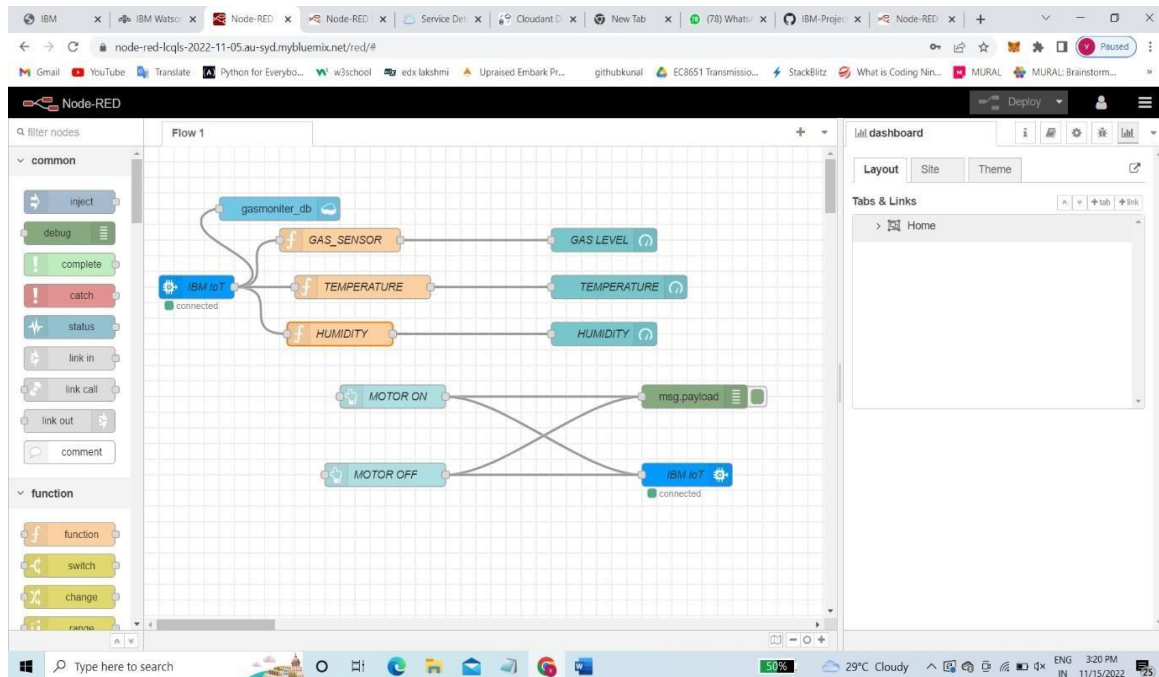 IBM
IBM Watso
Node-RED
Node-RED
Service Det
Cloudant D
New Tab
(78) Whats
IBM-Projec
Node-RED
node-red-lcqls-2022-11-05.au-syd.mybluemix.net/red/#
Paused
Gmail YouTube Translate Python for Everybo... w3school edx lakshmi Upraised Embark Pr... githubkunal EC8651 Transmissio... StackBlitz What is Coding Nin... MURAL MURAL: Brainstorm... »
Node-RED
Deploy
filter nodes
common
inject
debug
complete
catch
status
link in
link call
link out
comment
function
function
switch
change
range
Flow 1
gasmoniter_db
GAS_SENSOR
GAS LEVEL
IBM IoT
connected
TEMPERATURE
TEMPERATURE
HUMIDITY
HUMIDITY
MOTOR ON
msg.payload
MOTOR OFF
IBM IoT
connected
dashboard
Layout Site Theme
Tabs & Links
+tab +link
Home
Type here to search
50%
29°C Cloudy
ENG 3:20 PM
IN 11/15/2022
25